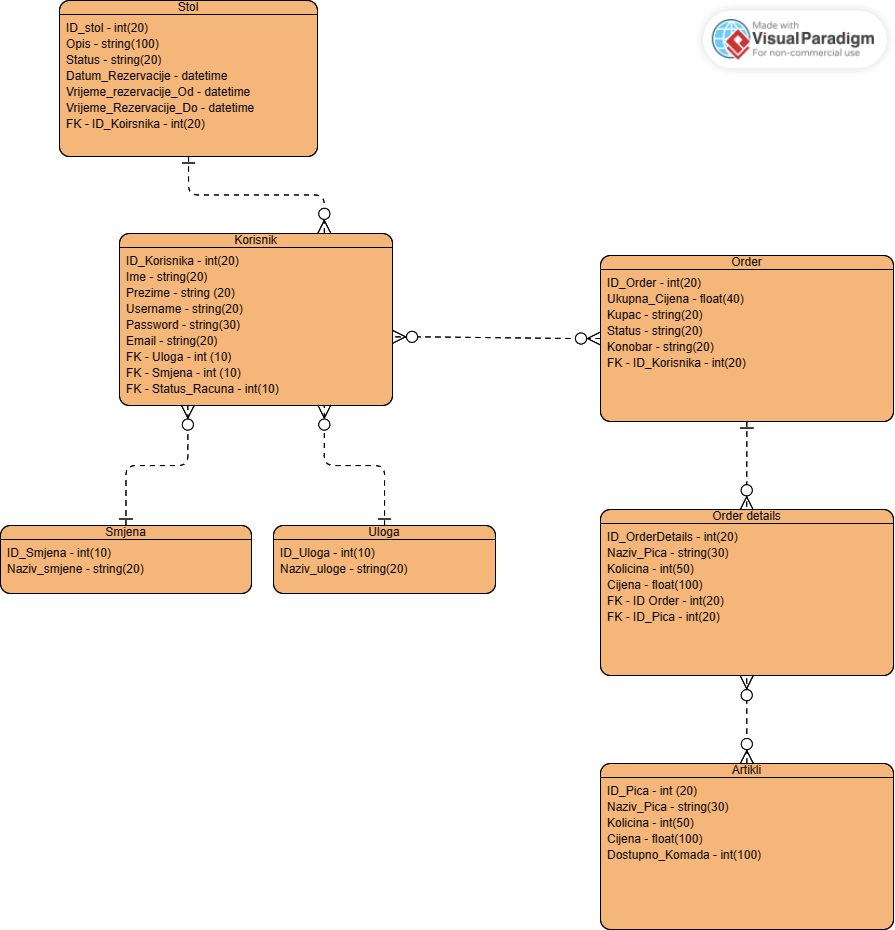 Stol
ID_stol - int(20)
Opis - string(100)
Status - string(20)
Datum_Rezervacije - datetime
Vrijeme_rezervacije_Od - datetime
Vrijeme_Rezervacije_Do - datetime
FK - ID_Koirsnika - int(20)
Made with
VisualParadigm
For non-commercial use
Korisnik
ID_Korisnika - int(20)
Ime - string(20)
Prezime - string (20)
Username - string(20)
Password - string(30)
Email - string(20)
FK - Uloga - int (10)
FK - Smjena - int (10)
FK - Status_Racuna - int(10)
Order
ID_Order - int(20)
Ukupna_Cijena - float(40)
Kupac - string(20)
Status - string(20)
Konobar - string(20)
FK - ID_Korisnika - int(20)
Smjena
ID_Smjena - int(10)
Naziv_smjene - string(20)
Uloga
ID_Uloga - int(10)
Naziv_uloge - string(20)
Order details
ID_OrderDetails - int(20)
Naziv_Pica - string(30)
Kolicina - int(50)
Cijena - float(100)
FK - ID Order - int(20)
FK - ID_Pica - int(20)
Artikli
ID_Pica - int (20)
Naziv_Pica - string(30)
Kolicina - int(50)
Cijena - float(100)
Dostupno_Komada - int(100)